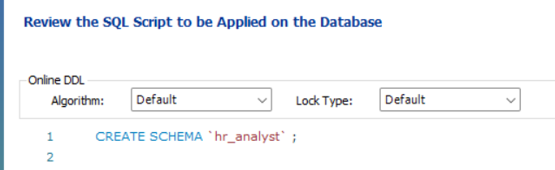 Review the SQL Script to be Applied on the Database
Online DDL
Algorithm: Default Lock Type: Default
1 CREATE SCHEMA `hr_analyst` ;
2